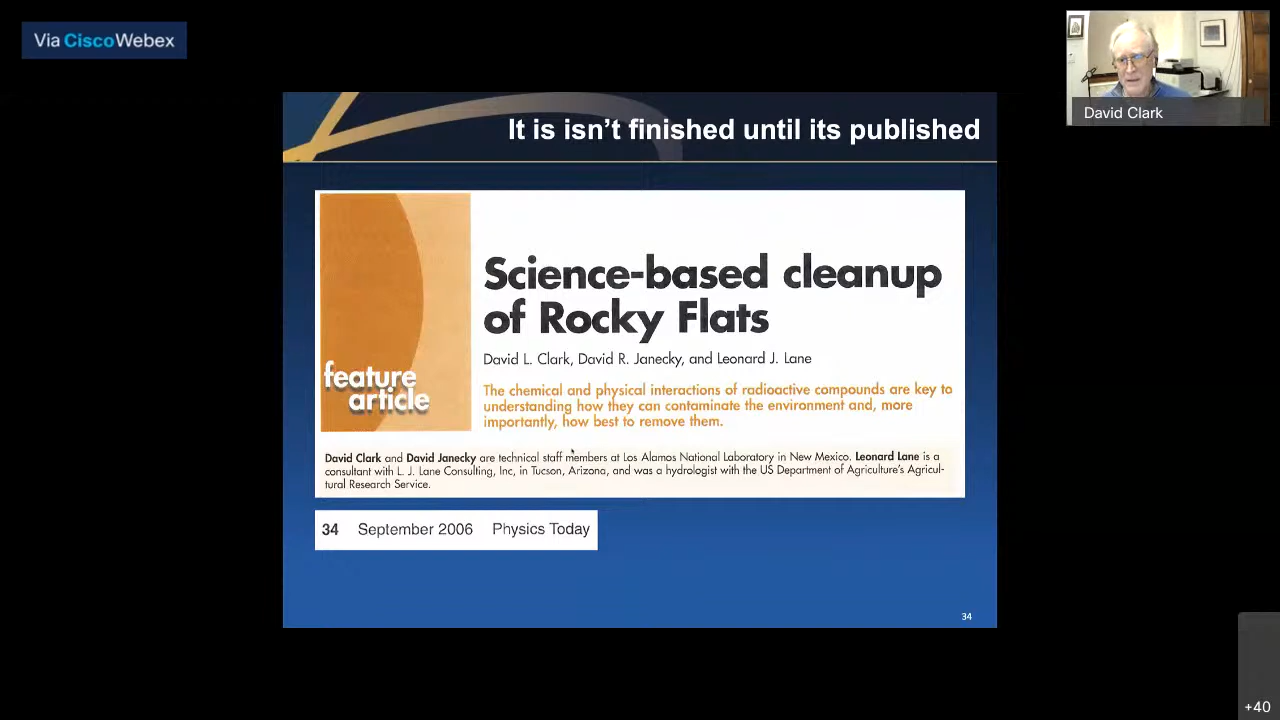 Via Cisco Webex
David Clark
It is isn't finished until its published
Science-based cleanup
of Rocky Flats
David L. Clark, David R. Janecky, and Leonard J. Lane
feature
article
The chemical and physical interactions of radioactive compounds are key to
understanding how they can contaminate the environment and, more
importantly, how best to remove them.
David Clark and David Janecky are technical staff members at Los Alamos National Laboratory in New Mexico. Leonard Lane is a
consultant with L. J. Lane Consulting, Inc, in Tucson, Arizona, and was a hydrologist with the US Department of Agriculture's Agricul-
tural Research Service.
34 September 2006 Physics Today
34
+40